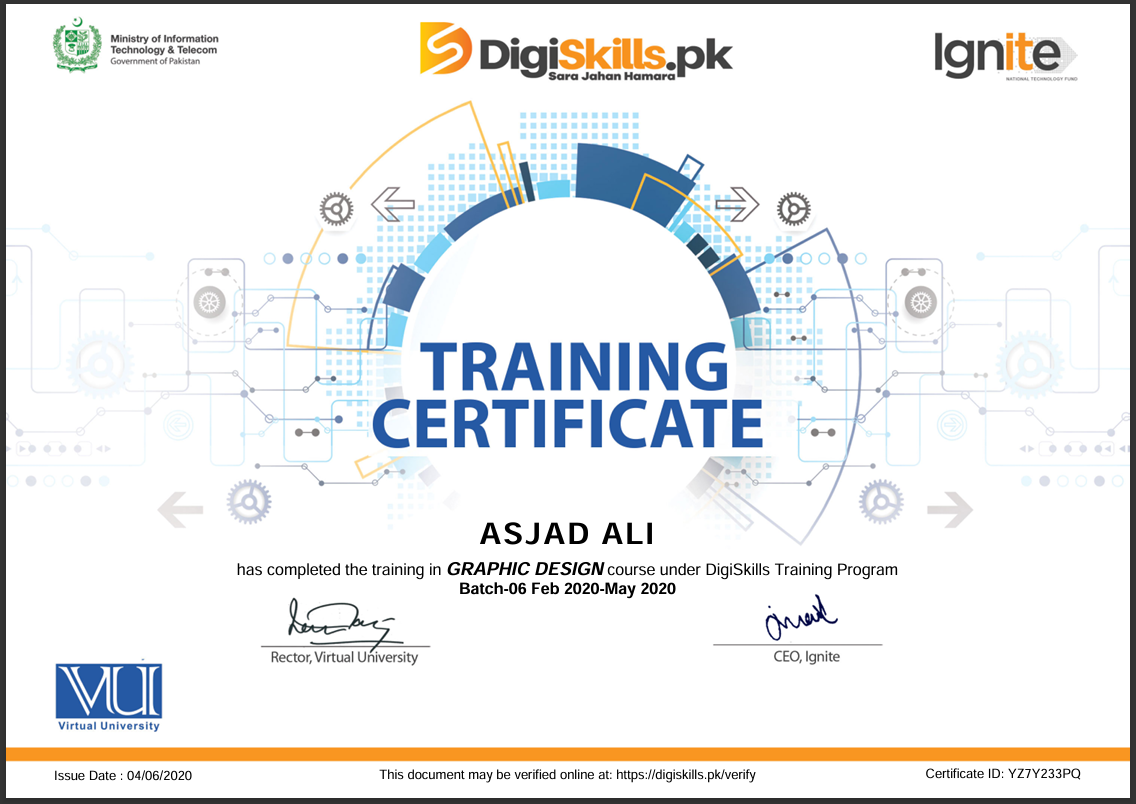 Ministry of Information
Technology & Telecom
Government of Pakistan
DigiSkills.pk
Sara Jahan Hamara
Ignite
NATIONAL TECHNOLOGY FUND
TRAINING
CERTIFICATE
ASJAD ALI
has completed the training in GRAPHIC DESIGN course under DigiSkills Training Program
Batch-06 Feb 2020-May 2020
Rector, Virtual University
CEO, Ignite
VU
Virtual University
Issue Date : 04/06/2020
This document may be verified online at: https://digiskills.pk/verify
Certificate ID: YZ7Y233PQ